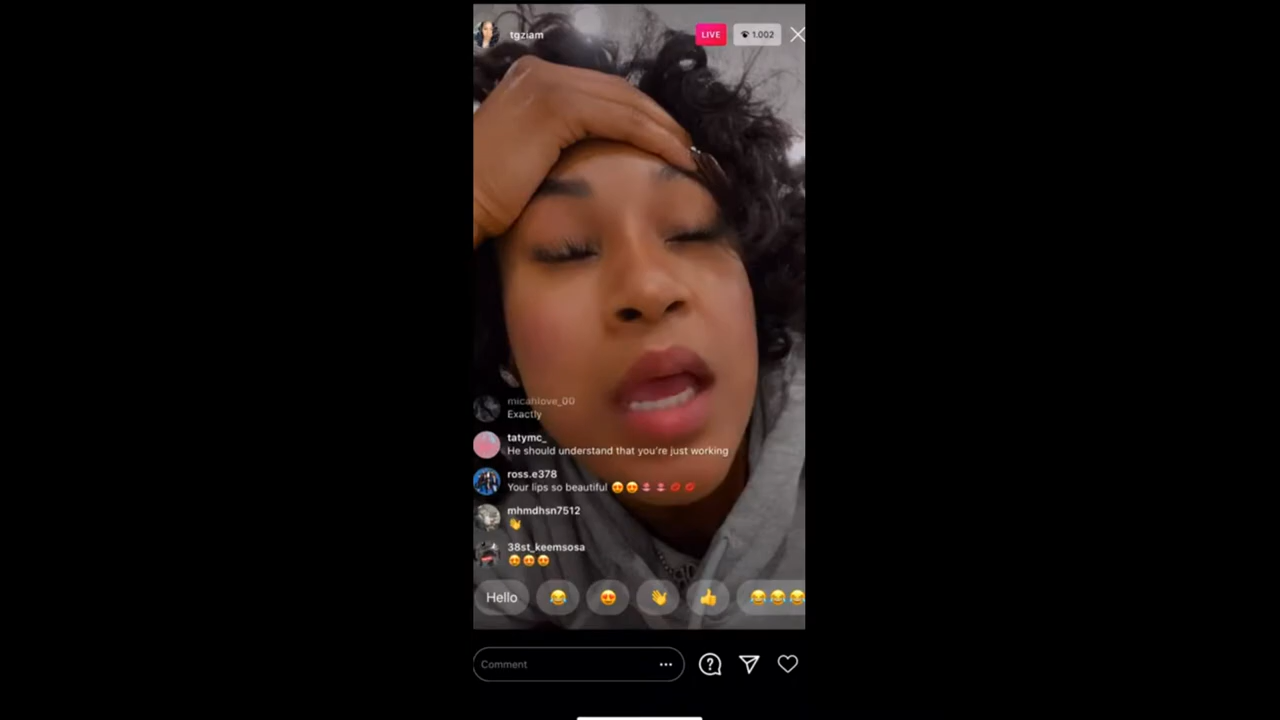 tgziam
LIVE
1.002
micahlove_00
Exactly
tatymc_
He should understand that you're just working
ross.e378
Your lips so beautiful 😍😍🌷🌷💋💋
mhmdhsn7512
👋
38st_keemsosa
😍😍😍
Hello 😂 😍 👋 👍 😂😂😂
Comment